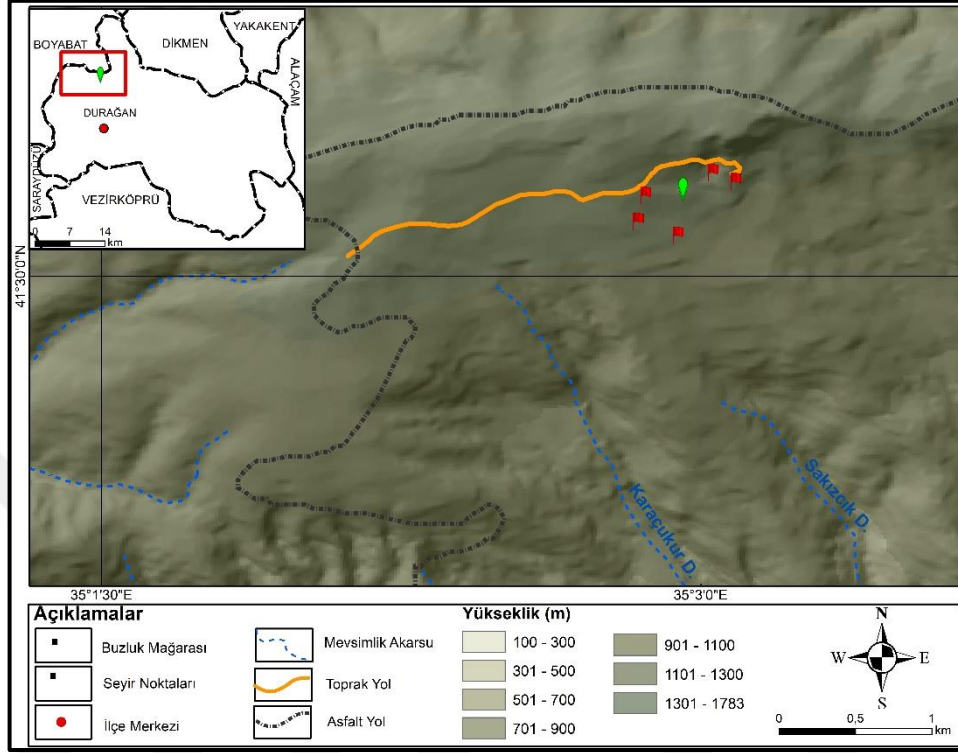 BOYABAT
DİKMEN
YAKAKENT
ALAÇAM
DURAĞAN
SARAYDÜZÜ
VEZİRKÖPRÜ
0 7 14
km
41°30'0"N
Karaçukur D.
Sakızcık D.
35°1'30"E
35°3'0"E
Açıklamalar
Buzluk Mağarası
Seyir Noktaları
İlçe Merkezi
Mevsimlik Akarsu
Toprak Yol
Asfalt Yol
Yükseklik (m)
100 - 300
301 - 500
501 - 700
701 - 900
901 - 1100
1101 - 1300
1301 - 1783
N
W E
S
0 0,5 1
km